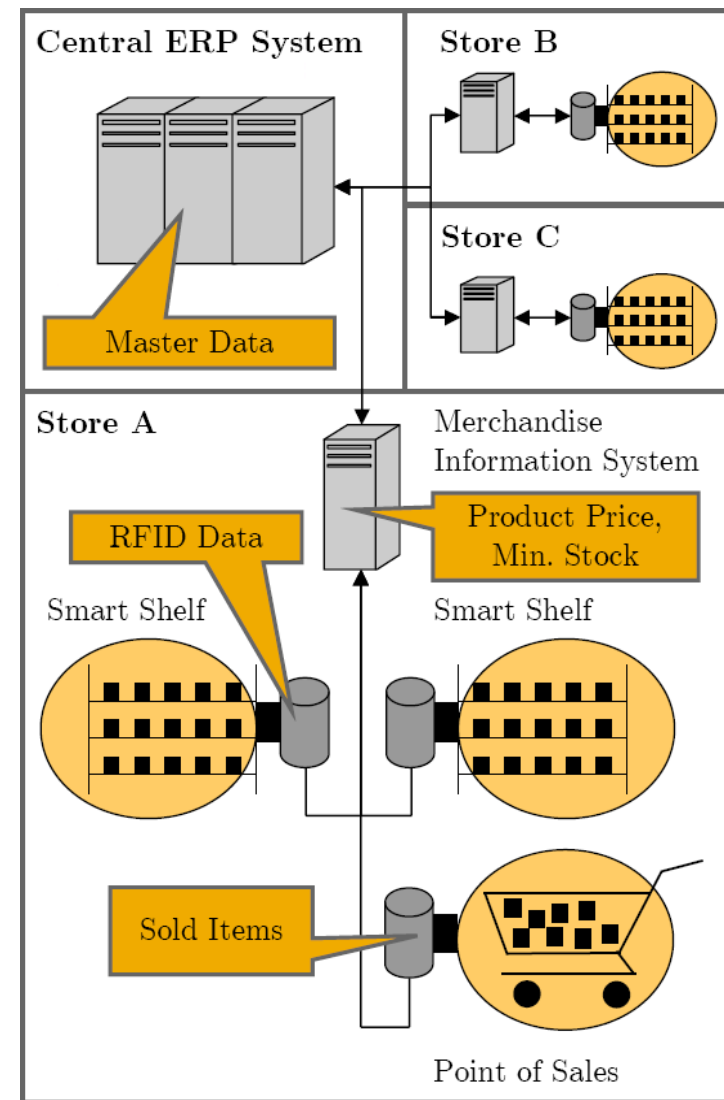 Central ERP System
Store B
Store C
Master Data
Store A
Merchandise
Information System
RFID Data
Product Price,
Min. Stock
Smart Shelf
Smart Shelf
Sold Items
Point of Sales